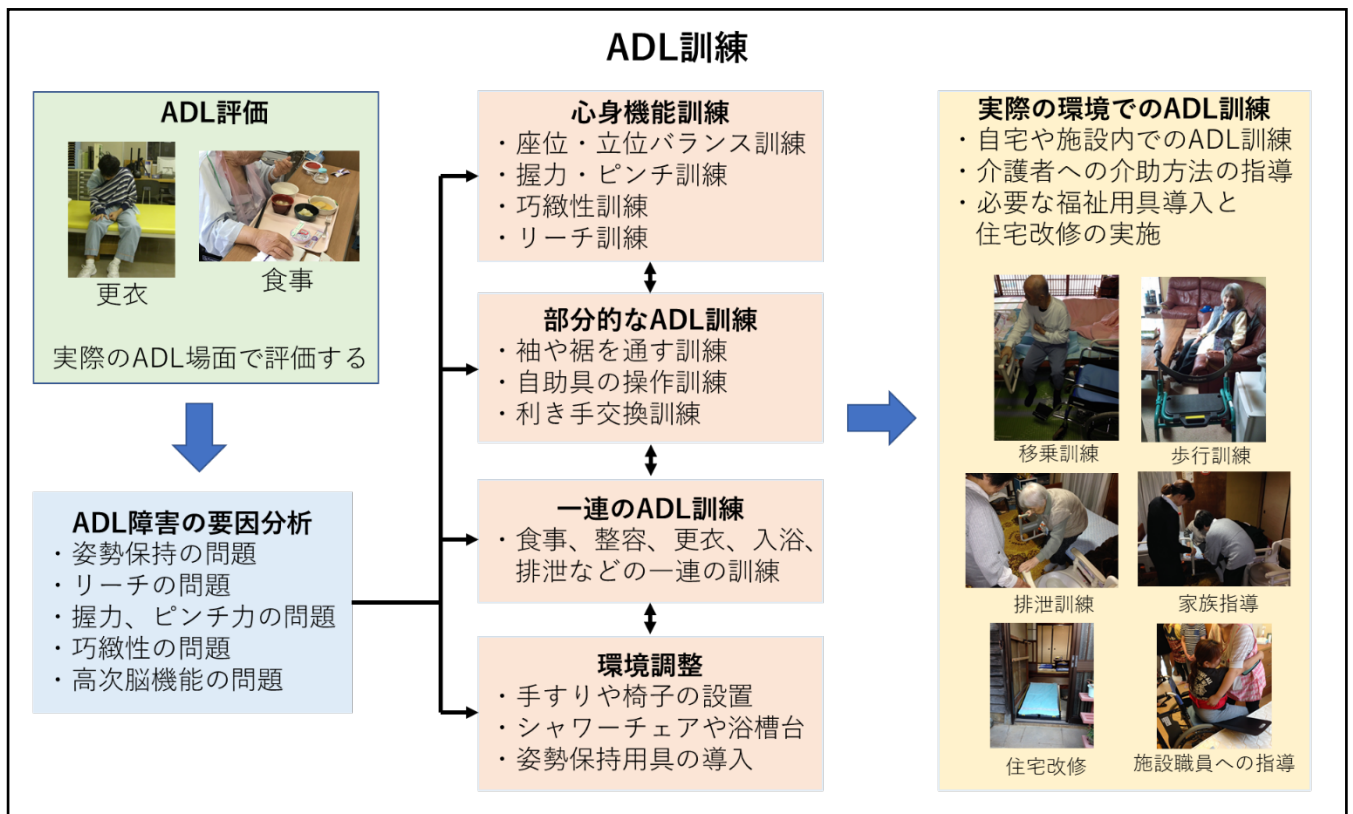 ADL訓練
ADL評価
更衣
食事
実際のADL場面で評価する
ADL障害の要因分析
・姿勢保持の問題
・リーチの問題
・握力、ピンチ力の問題
・巧緻性の問題
・高次脳機能の問題
心身機能訓練
・座位・立位バランス訓練
・握力・ピンチ訓練
・巧緻性訓練
・リーチ訓練
部分的なADL訓練
・袖や裾を通す訓練
・自助具の操作訓練
・利き手交換訓練
一連のADL訓練
・食事、整容、更衣、入浴、
排泄などの一連の訓練
環境調整
・手すりや椅子の設置
・シャワーチェアや浴槽台
・姿勢保持用具の導入
実際の環境でのADL訓練
・自宅や施設内でのADL訓練
・介護者への介助方法の指導
・必要な福祉用具導入と
住宅改修の実施
移乗訓練
歩行訓練
排泄訓練
家族指導
住宅改修
施設職員への指導